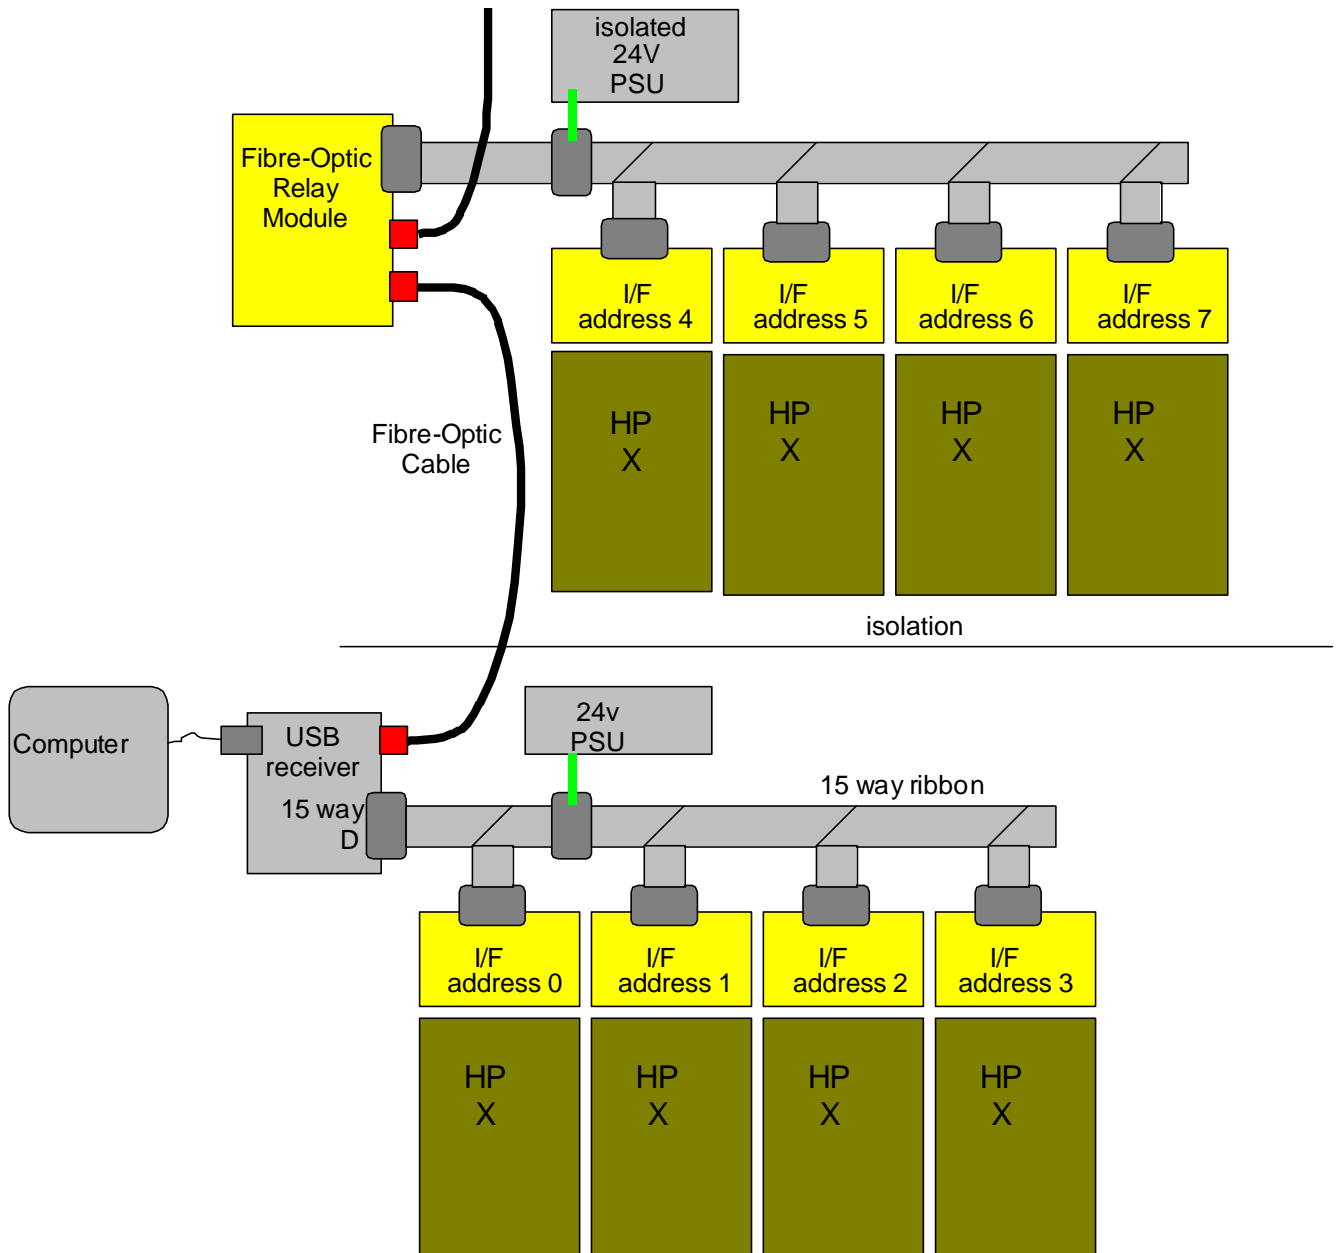 isolated
24V
PSU
Fibre-Optic
Relay
Module
I/F
address 4
I/F
address 5
I/F
address 6
I/F
address 7
HP
X
HP
X
HP
X
HP
X
Fibre-Optic
Cable
isolation
Computer
USB
receiver
15 way
D
24v
PSU
15 way ribbon
I/F
address 0
I/F
address 1
I/F
address 2
I/F
address 3
HP
X
HP
X
HP
X
HP
X